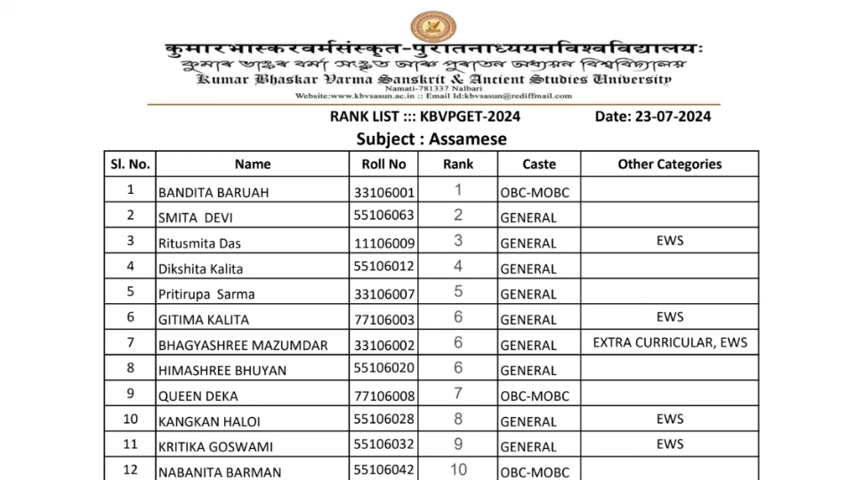 कुमारभास्करवर्मसंस्कृत-पुरातनाध्ययनविश्वविद्यालयः
কুমাৰ ভাস্কৰ বৰ্মা সংস্কৃত আৰু পুৰাতন অধ্যয়ন বিশ্ববিদ্যালয়
Kumar Bhaskar Varma Sanskrit & Ancient Studies University
Namati-781337 Nalbari
Website:www.kbvsasun.ac.in :: Email Id:kbvsasun@rediffmail.com
RANK LIST ::: KBVPGET-2024 Date: 23-07-2024
Subject : Assamese
Sl. No. Name Roll No Rank Caste Other Categories
1 BANDITA BARUAH 33106001 1 OBC-MOBC
2 SMITA DEVI 55106063 2 GENERAL
3 Ritusmita Das 11106009 3 GENERAL EWS
4 Dikshita Kalita 55106012 4 GENERAL
5 Pritirupa Sarma 33106007 5 GENERAL
6 GITIMA KALITA 77106003 6 GENERAL EWS
7 BHAGYASHREE MAZUMDAR 33106002 6 GENERAL EXTRA CURRICULAR, EWS
8 HIMASHREE BHUYAN 55106020 6 GENERAL
9 QUEEN DEKA 77106008 7 OBC-MOBC
10 KANGKAN HALOI 55106028 8 GENERAL EWS
11 KRITIKA GOSWAMI 55106032 9 GENERAL EWS
12 NABANITA BARMAN 55106042 10 OBC-MOBC